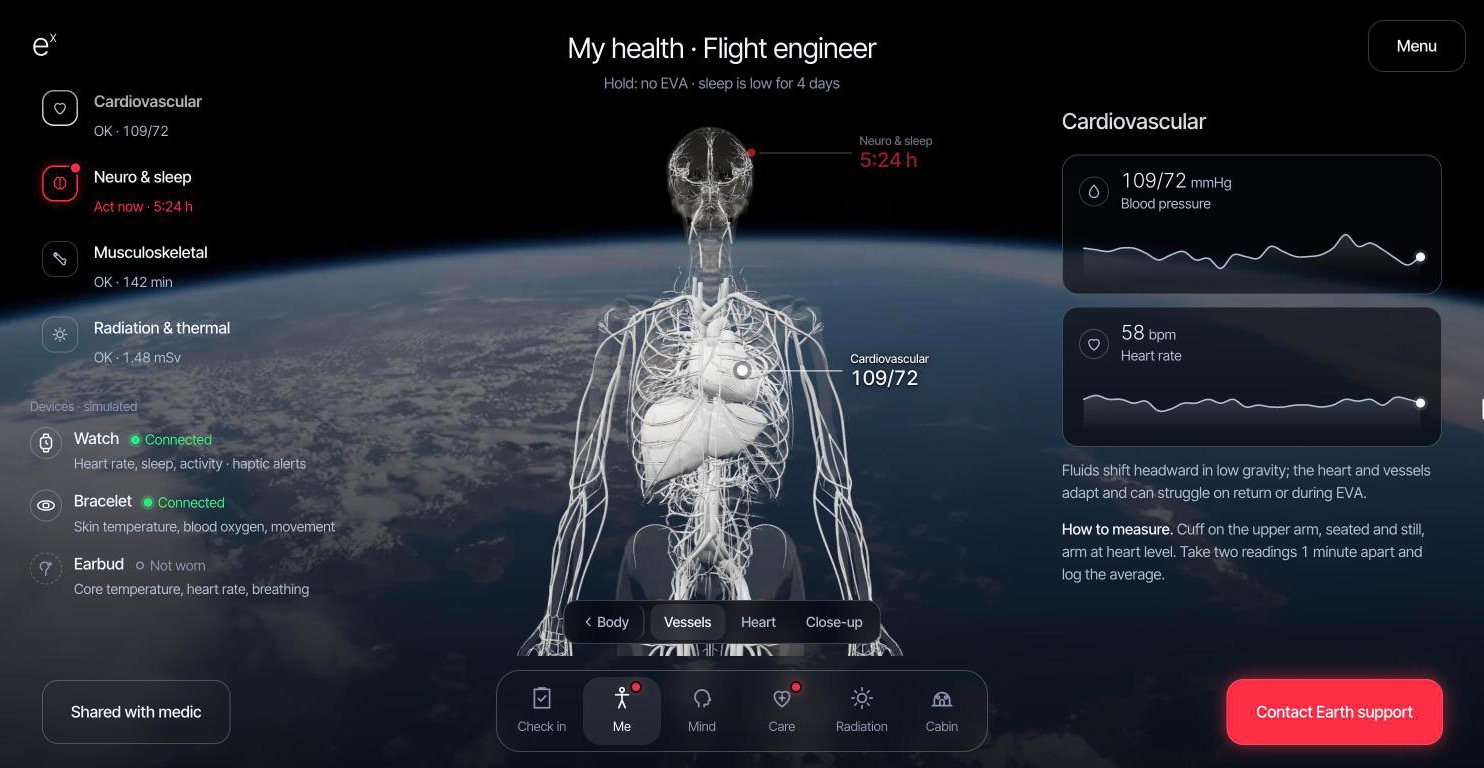 eˣ
My health · Flight engineer
Hold: no EVA · sleep is low for 4 days
Menu
Cardiovascular
OK · 109/72
Neuro & sleep
Act now · 5:24 h
Musculoskeletal
OK · 142 min
Radiation & thermal
OK · 1.48 mSv
Devices · simulated
Watch Connected
Heart rate, sleep, activity · haptic alerts
Bracelet Connected
Skin temperature, blood oxygen, movement
Earbud Not worn
Core temperature, heart rate, breathing
Shared with medic
Neuro & sleep
5:24 h
Cardiovascular
109/72
Body Vessels Heart Close-up
Check in Me Mind Care Radiation Cabin
Cardiovascular
109/72 mmHg
Blood pressure
58 bpm
Heart rate
Fluids shift headward in low gravity; the heart and vessels
adapt and can struggle on return or during EVA.
How to measure. Cuff on the upper arm, seated and still,
arm at heart level. Take two readings 1 minute apart and
log the average.
Contact Earth support